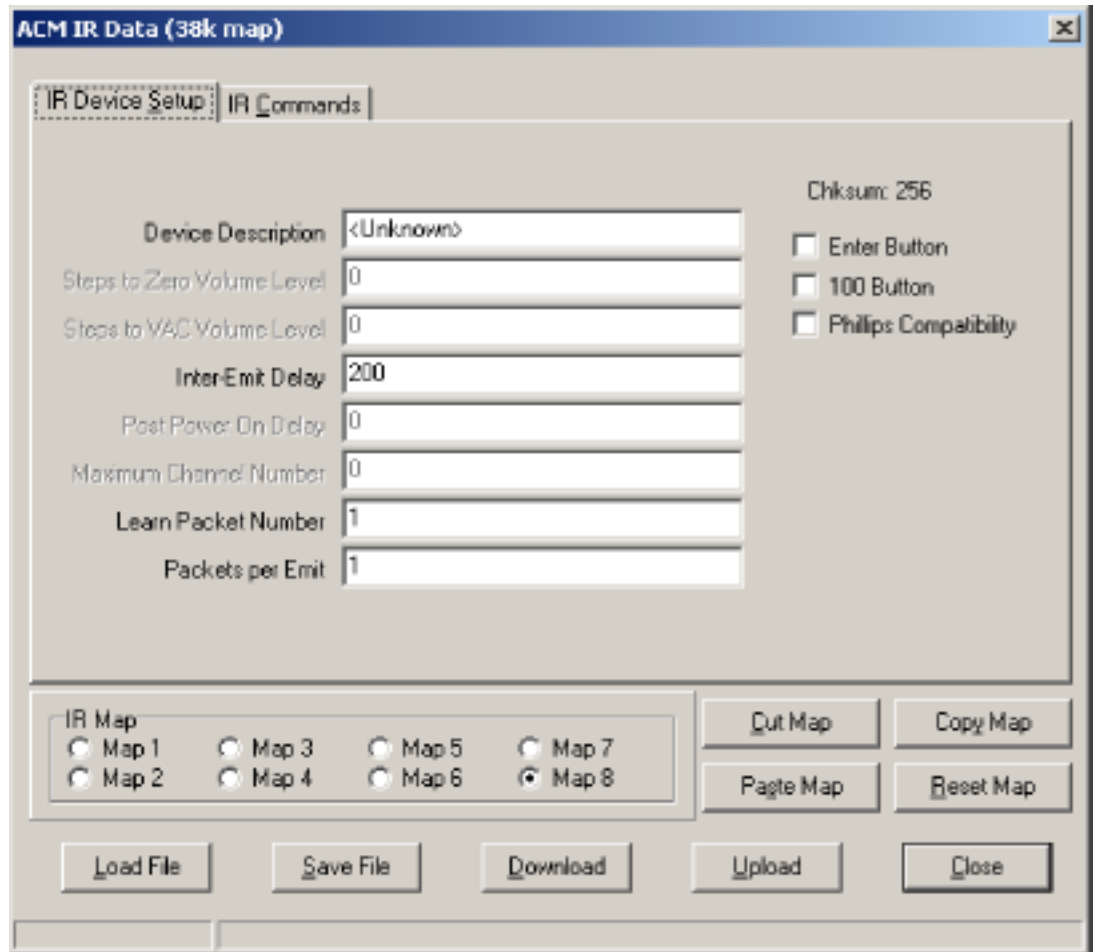 ACM IR Data (38k map)
IR Device Setup IR Commands
Chksum: 256
Device Description <Unknown>
Enter Button
Steps to Zero Volume Level 0
100 Button
Steps to VAC Volume Level 0
Phillips Compatibility
Inter-Emit Delay 200
Post Power On Delay 0
Maximum Channel Number 0
Learn Packet Number 1
Packets per Emit 1
IR Map
Map 1 Map 3 Map 5 Map 7
Map 2 Map 4 Map 6 Map 8
Cut Map Copy Map
Paste Map Reset Map
Load File Save File Download Upload Close